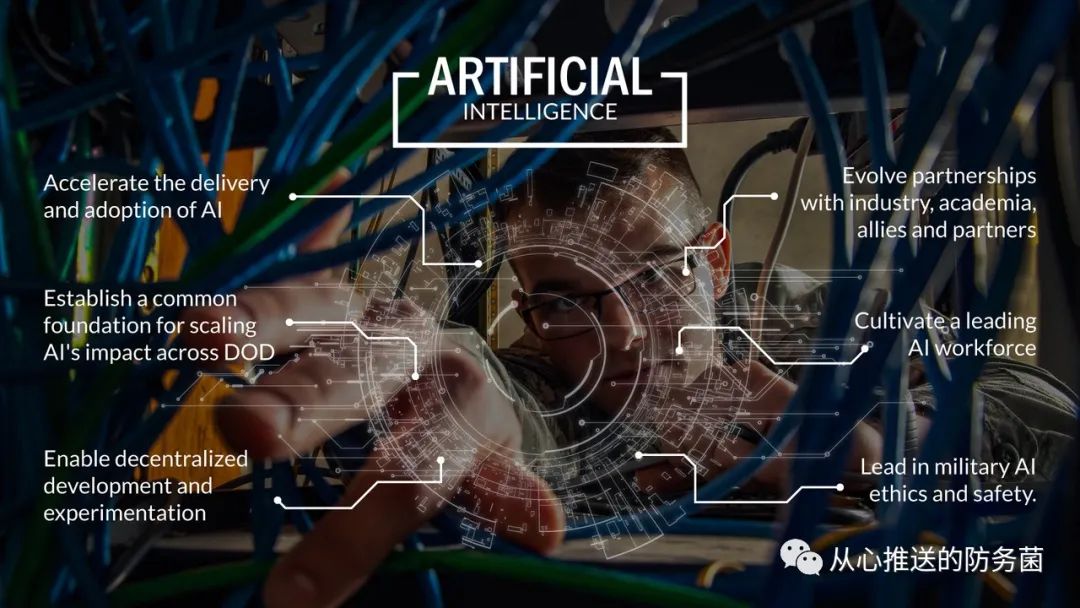 ARTIFICIAL
INTELLIGENCE
Accelerate the delivery
and adoption of AI
Establish a common
foundation for scaling
AI's impact across DOD
Enable decentralized
development and
experimentation
Evolve partnerships
with industry, academia,
allies and partners
Cultivate a leading
AI workforce
Lead in military AI
ethics and safety.
从心推送的防务菌